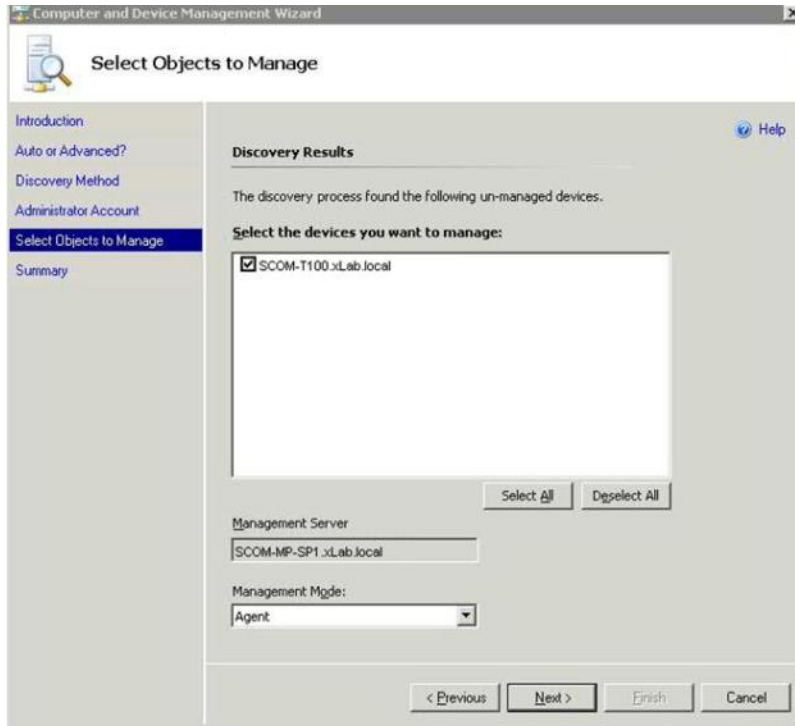 Computer and Device Management Wizard
Select Objects to Manage
Introduction
Auto or Advanced?
Discovery Method
Administrator Account
Select Objects to Manage
Summary
Help
Discovery Results
The discovery process found the following un-managed devices.
Select the devices you want to manage:
SCOM-T100.xLab.local
Select All
Deselect All
Management Server
SCOM-MP-SP1.xLab.local
Management Mode:
Agent
< Previous
Next >
Finish
Cancel